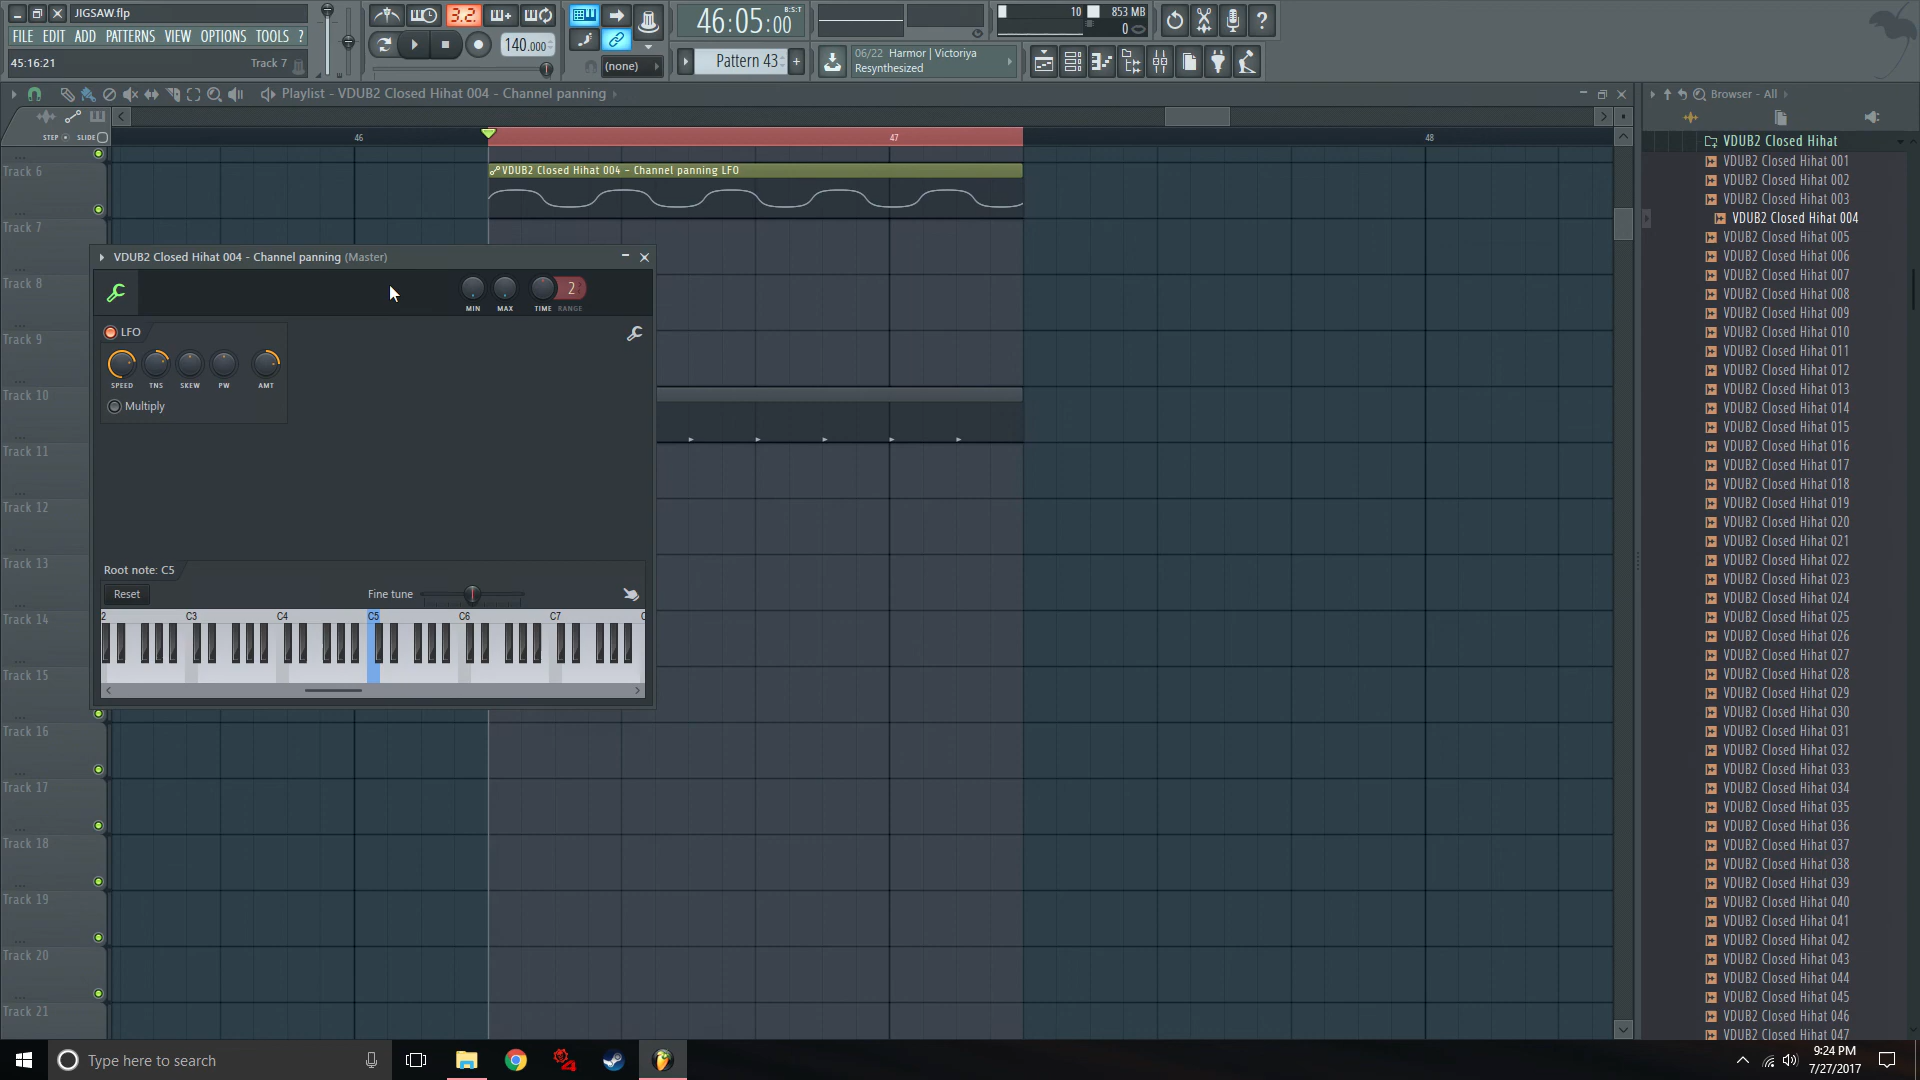 JIGSAW.flp
FILE EDIT ADD PATTERNS VIEW OPTIONS TOOLS ?
45:16:21 Track 7
3.2.
140.000
(none)
46:05:00
B:S:T
Pattern 43
10
853 MB
0
06/22 Harmor | Victoriya
Resynthesized
Playlist - VDUB2 Closed Hihat 004 - Channel panning
STEP SLIDE
46 47 48
Browser - All
Track 6
VDUB2 Closed Hihat 004 - Channel panning LFO
Track 7
Track 8
Track 9
Track 10
Track 11
Track 12
Track 13
Track 14
Track 15
Track 16
Track 17
Track 18
Track 19
Track 20
Track 21
VDUB2 Closed Hihat 004 - Channel panning (Master)
MIN MAX TIME RANGE
2
LFO
SPEED TNS SKEW PW AMT
Multiply
Root note: C5
Reset
Fine tune
2 C3 C4 C5 C6 C7 C
VDUB2 Closed Hihat
VDUB2 Closed Hihat 001
VDUB2 Closed Hihat 002
VDUB2 Closed Hihat 003
VDUB2 Closed Hihat 004
VDUB2 Closed Hihat 005
VDUB2 Closed Hihat 006
VDUB2 Closed Hihat 007
VDUB2 Closed Hihat 008
VDUB2 Closed Hihat 009
VDUB2 Closed Hihat 010
VDUB2 Closed Hihat 011
VDUB2 Closed Hihat 012
VDUB2 Closed Hihat 013
VDUB2 Closed Hihat 014
VDUB2 Closed Hihat 015
VDUB2 Closed Hihat 016
VDUB2 Closed Hihat 017
VDUB2 Closed Hihat 018
VDUB2 Closed Hihat 019
VDUB2 Closed Hihat 020
VDUB2 Closed Hihat 021
VDUB2 Closed Hihat 022
VDUB2 Closed Hihat 023
VDUB2 Closed Hihat 024
VDUB2 Closed Hihat 025
VDUB2 Closed Hihat 026
VDUB2 Closed Hihat 027
VDUB2 Closed Hihat 028
VDUB2 Closed Hihat 029
VDUB2 Closed Hihat 030
VDUB2 Closed Hihat 031
VDUB2 Closed Hihat 032
VDUB2 Closed Hihat 033
VDUB2 Closed Hihat 034
VDUB2 Closed Hihat 035
VDUB2 Closed Hihat 036
VDUB2 Closed Hihat 037
VDUB2 Closed Hihat 038
VDUB2 Closed Hihat 039
VDUB2 Closed Hihat 040
VDUB2 Closed Hihat 041
VDUB2 Closed Hihat 042
VDUB2 Closed Hihat 043
VDUB2 Closed Hihat 044
VDUB2 Closed Hihat 045
VDUB2 Closed Hihat 046
VDUB2 Closed Hihat 047
Type here to search
4
9:24 PM
7/27/2017